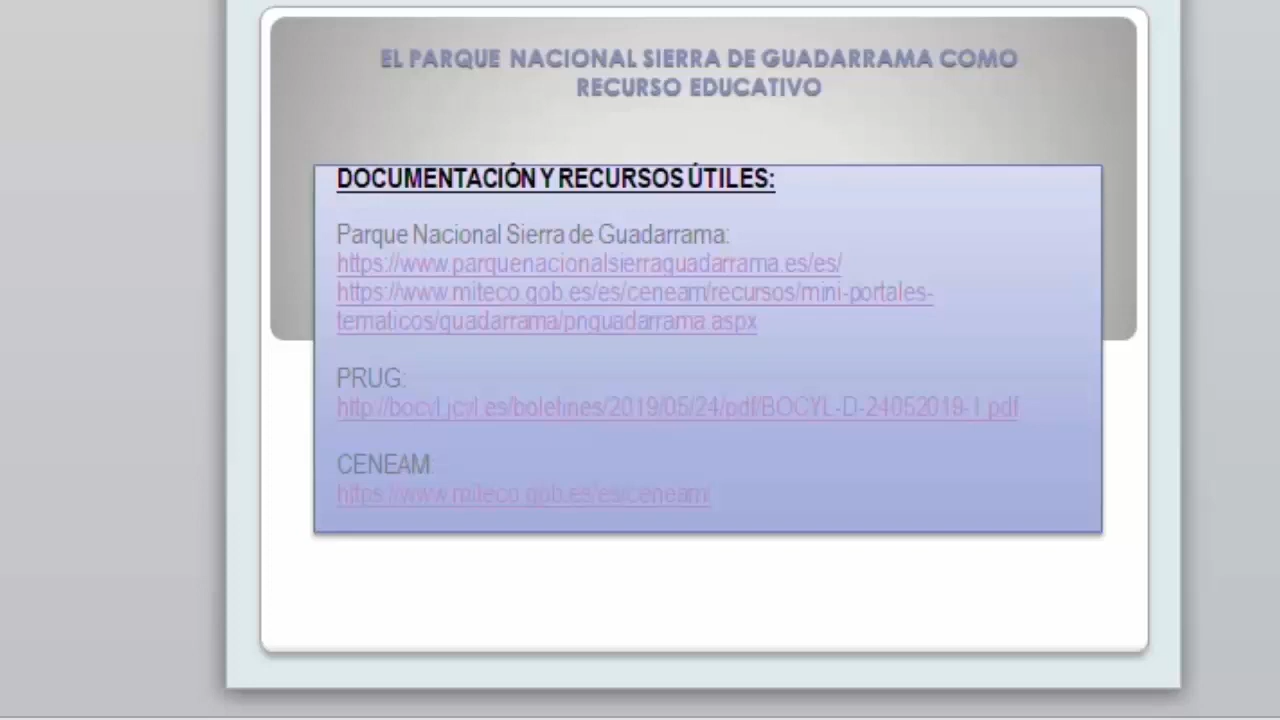 EL PARQUE NACIONAL SIERRA DE GUADARRAMA COMO
RECURSO EDUCATIVO
DOCUMENTACIÓN Y RECURSOS ÚTILES:
Parque Nacional Sierra de Guadarrama:
https://www.parquenacionalsierraguadarrama.es/es/
https://www.miteco.gob.es/es/ceneam/recursos/mini-portales-
tematicos/guadarrama/pnguadarrama.aspx
PRUG:
http://bocyl.jcyl.es/boletines/2019/05/24/pdf/BOCYL-D-24052019-1.pdf
CENEAM:
https://www.miteco.gob.es/es/ceneam/